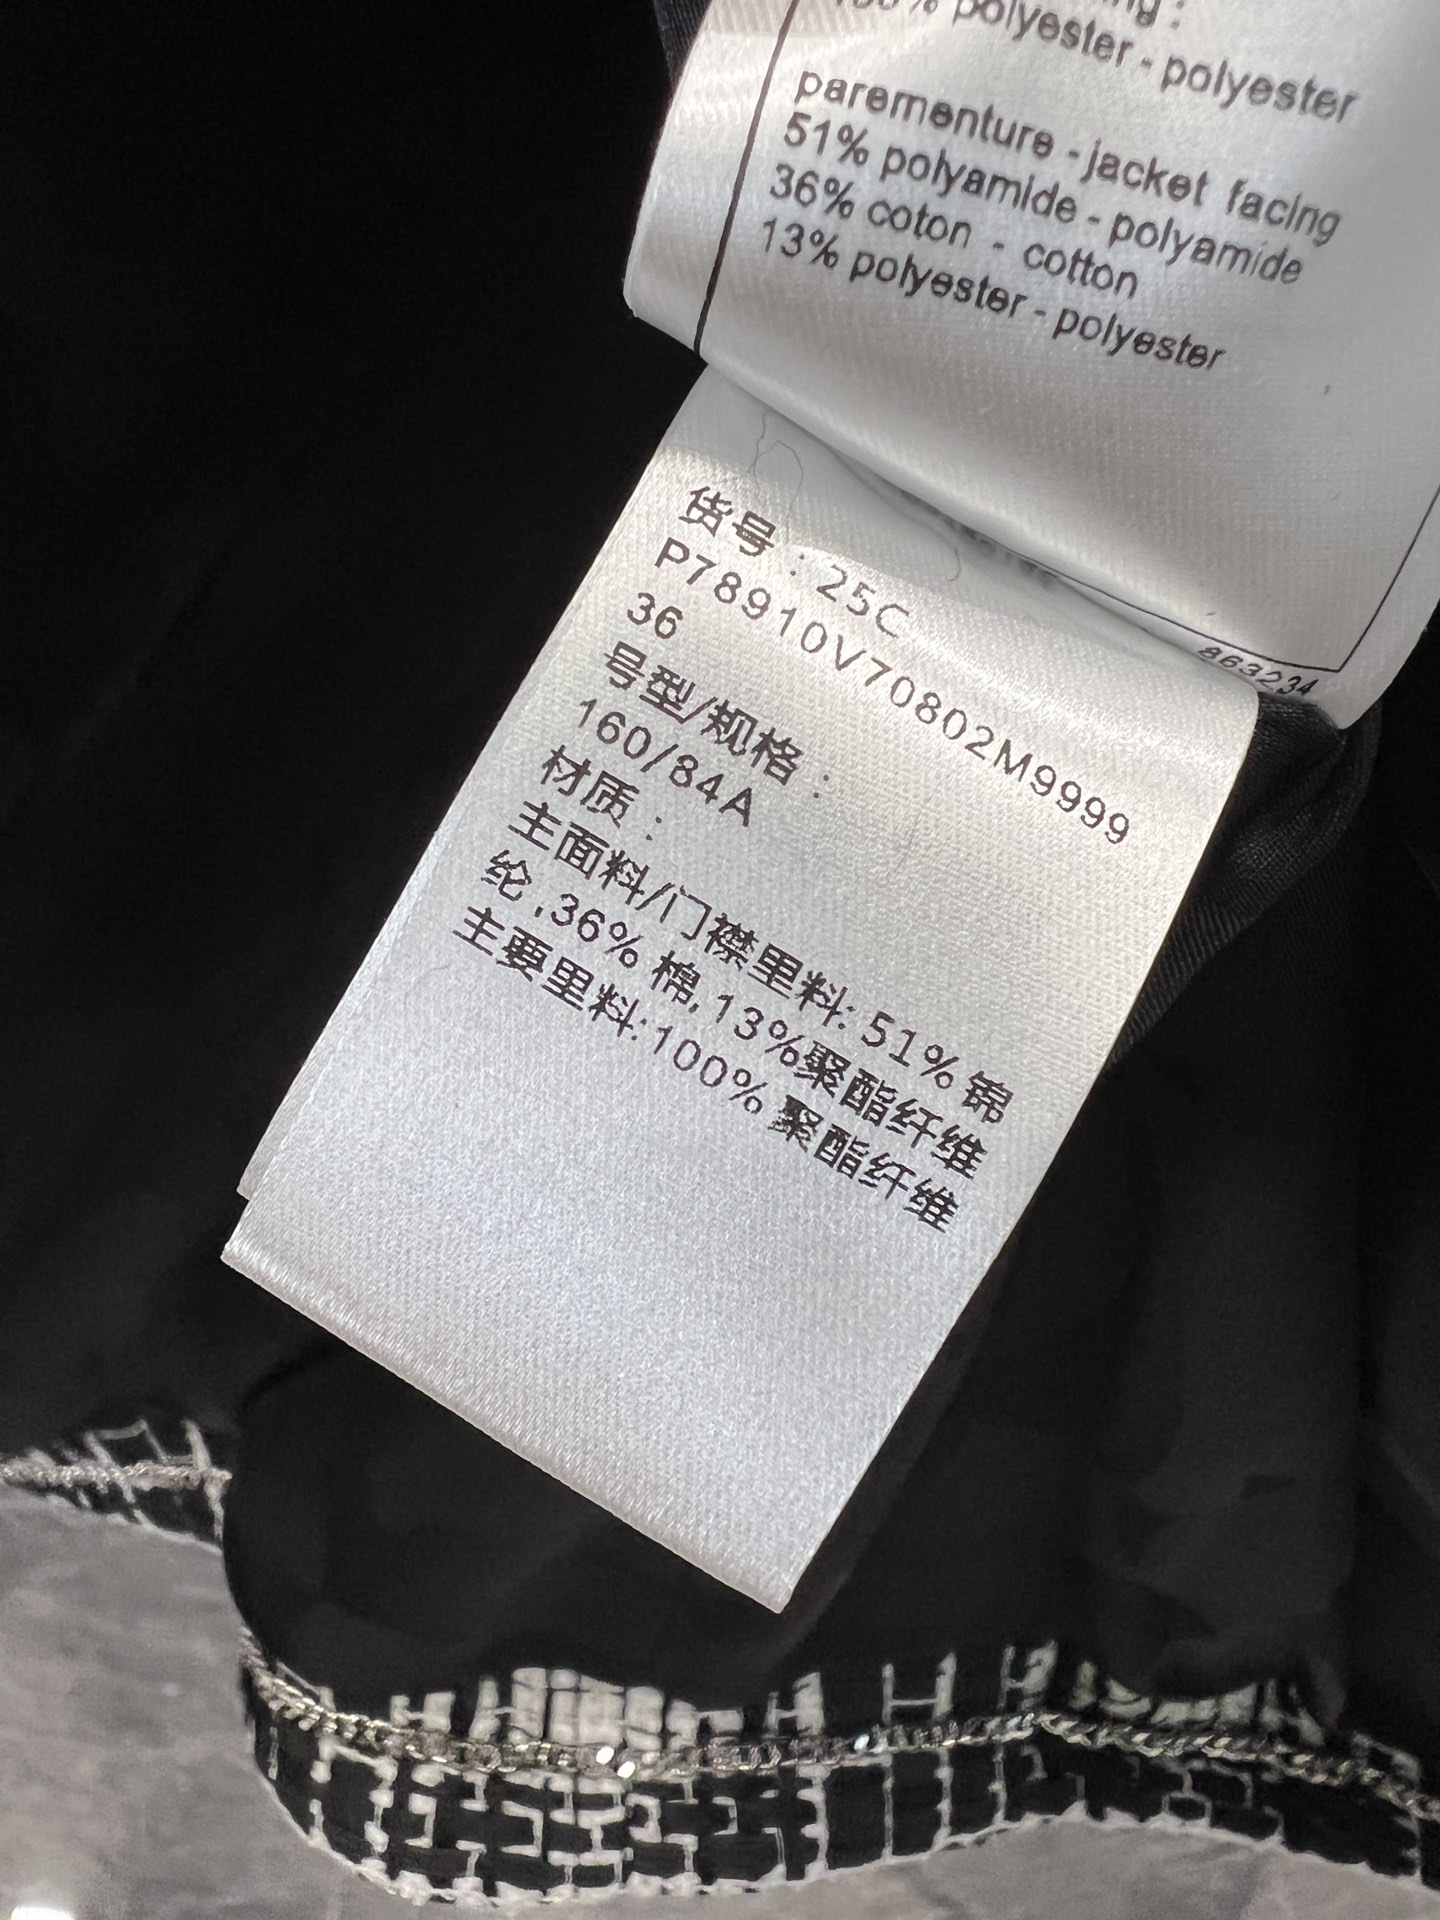 polyester - polyester
parementure - jacket facing
51% polyamide - polyamide
36% coton - cotton
13% polyester - polyester
863234
货号：25C
P78910V70802M9999
36
号型/规格：
160/84A
材质：
主面料/门襟里料:51%锦
纶,36%棉,13%聚酯纤维
主要里料:100%聚酯纤维